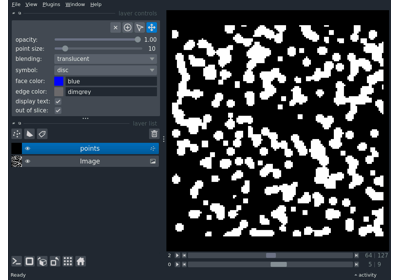 File View Plugins Window Help
layer controls
opacity: 1.00
point size: 10
blending: translucent
symbol: disc
face color: blue
edge color: dimgrey
display text:
out of slice:
layer list
points
Image
2 64 127
0 5 9
Ready activity